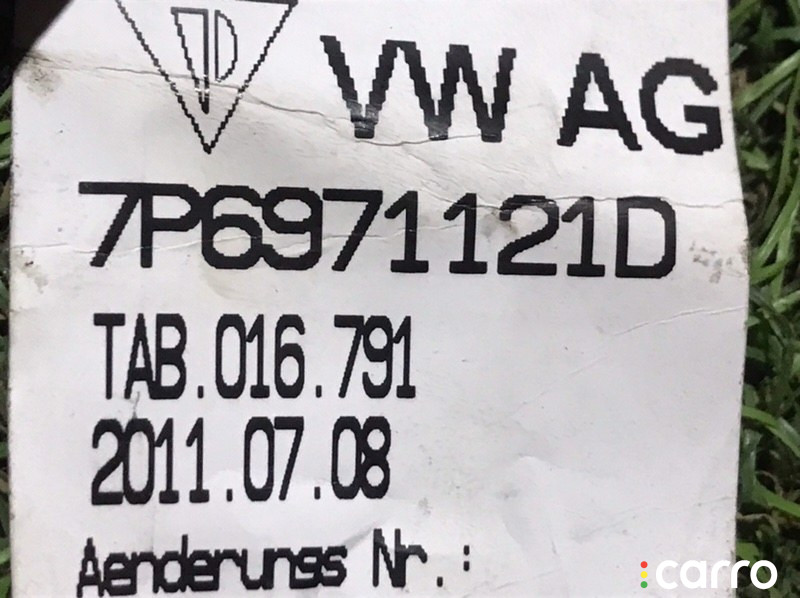 VW AG
7P6971121D
TAB.016.791
2011.07.08
Aenderungs Nr.:
carro